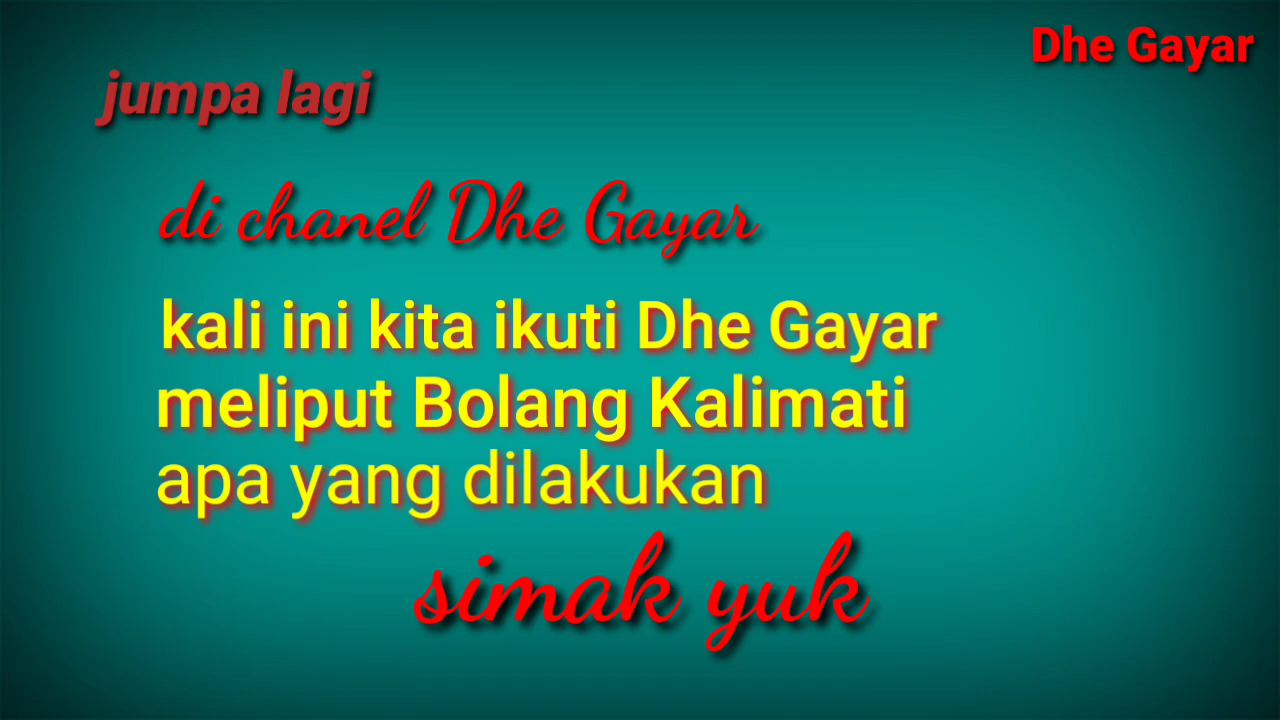 Dhe Gayar
jumpa lagi
di chanel Dhe Gayar
kali ini kita ikuti Dhe Gayar
meliput Bolang Kalimati
apa yang dilakukan
simak yuk